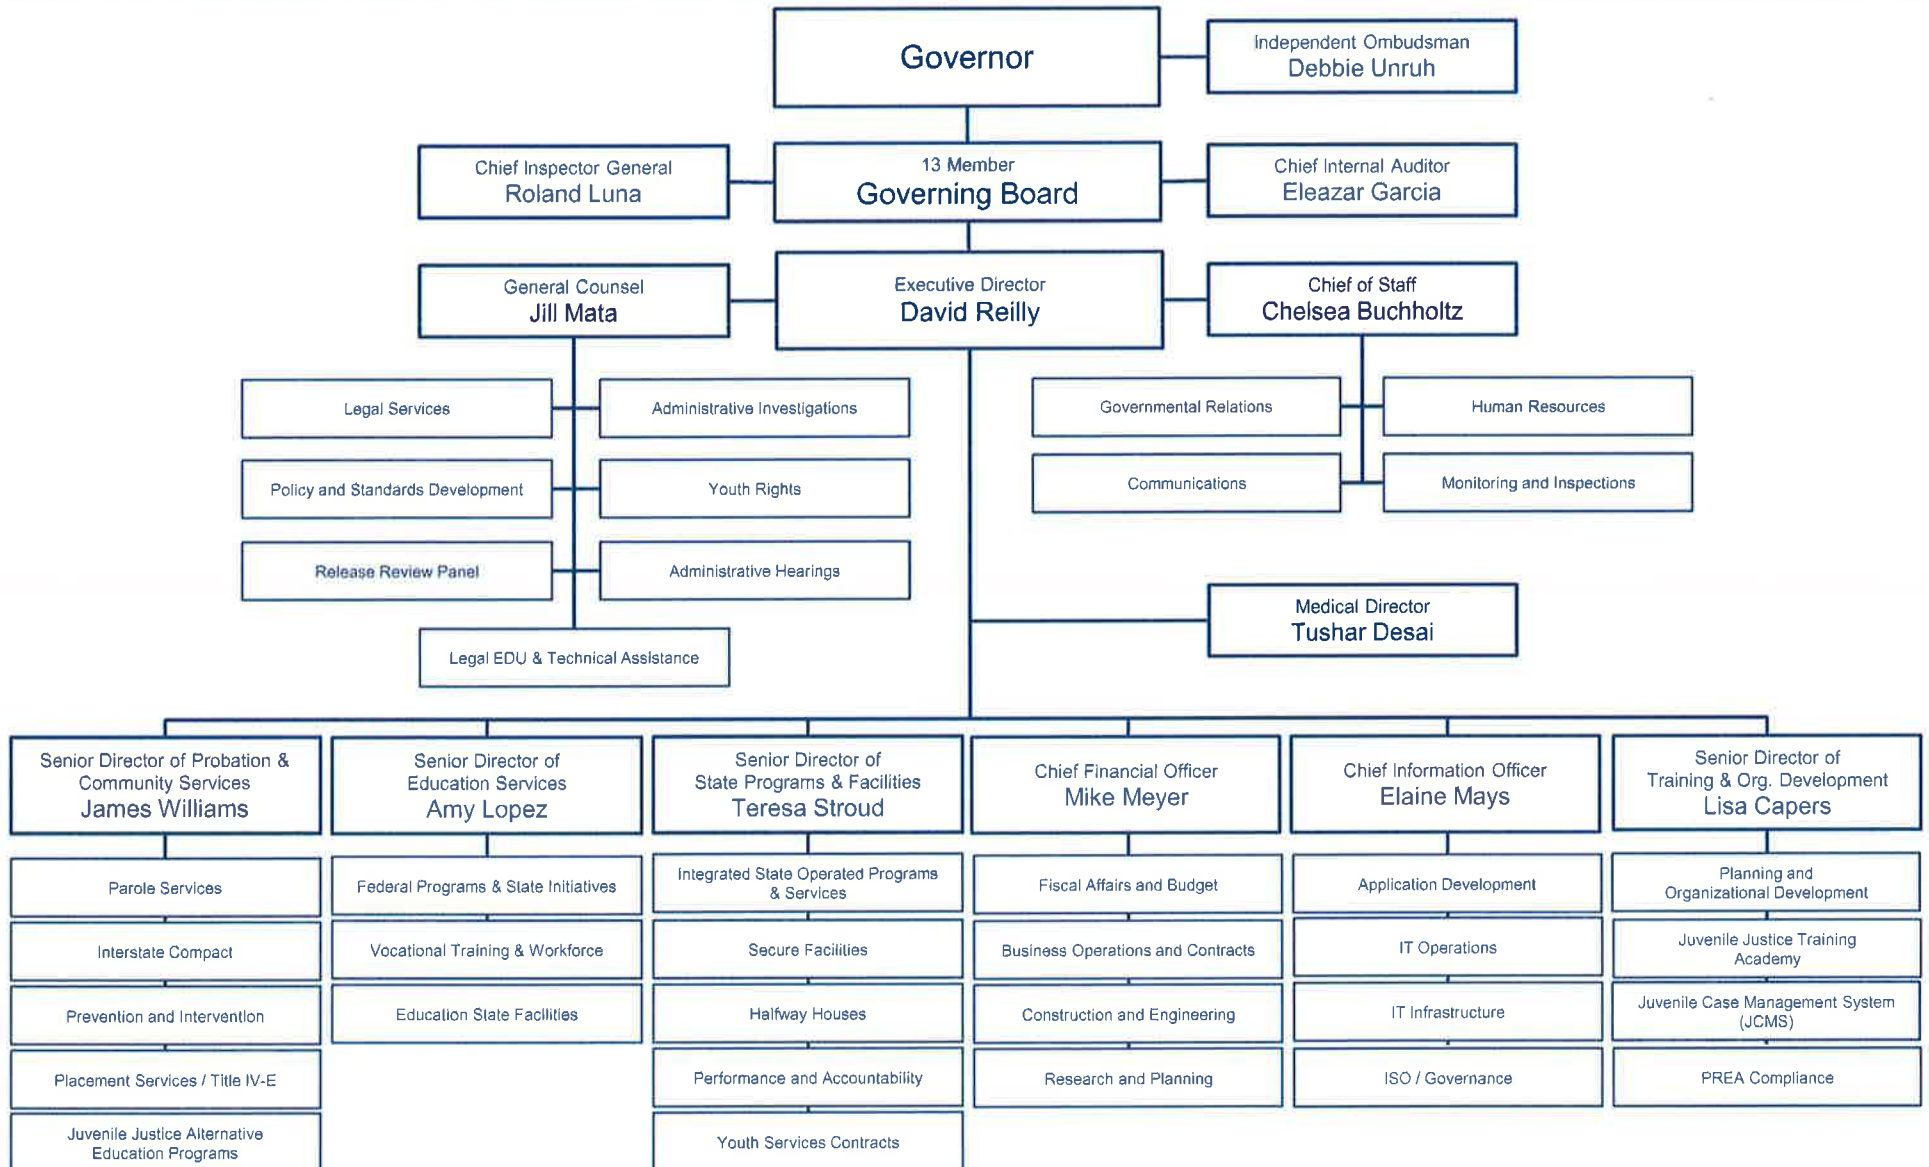 Governor
Independent Ombudsman
Debbie Unruh
Chief Inspector General
Roland Luna
13 Member
Governing Board
Chief Internal Auditor
Eleazar Garcia
General Counsel
Jill Mata
Executive Director
David Reilly
Chief of Staff
Chelsea Buchholtz
Legal Services
Administrative Investigations
Governmental Relations
Human Resources
Policy and Standards Development
Youth Rights
Communications
Monitoring and Inspections
Release Review Panel
Administrative Hearings
Medical Director
Tushar Desai
Legal EDU & Technical Assistance
Senior Director of Probation &
Community Services
James Williams
Senior Director of
Education Services
Amy Lopez
Senior Director of
State Programs & Facilities
Teresa Stroud
Chief Financial Officer
Mike Meyer
Chief Information Officer
Elaine Mays
Senior Director of
Training & Org. Development
Lisa Capers
Parole Services
Federal Programs & State Initiatives
Integrated State Operated Programs
& Services
Fiscal Affairs and Budget
Application Development
Planning and
Organizational Development
Interstate Compact
Vocational Training & Workforce
Secure Facilities
Business Operations and Contracts
IT Operations
Juvenile Justice Training
Academy
Prevention and Intervention
Education State Facilities
Halfway Houses
Construction and Engineering
IT Infrastructure
Juvenile Case Management System
(JCMS)
Placement Services / Title IV-E
Performance and Accountability
Research and Planning
ISO / Governance
PREA Compliance
Juvenile Justice Alternative
Education Programs
Youth Services Contracts